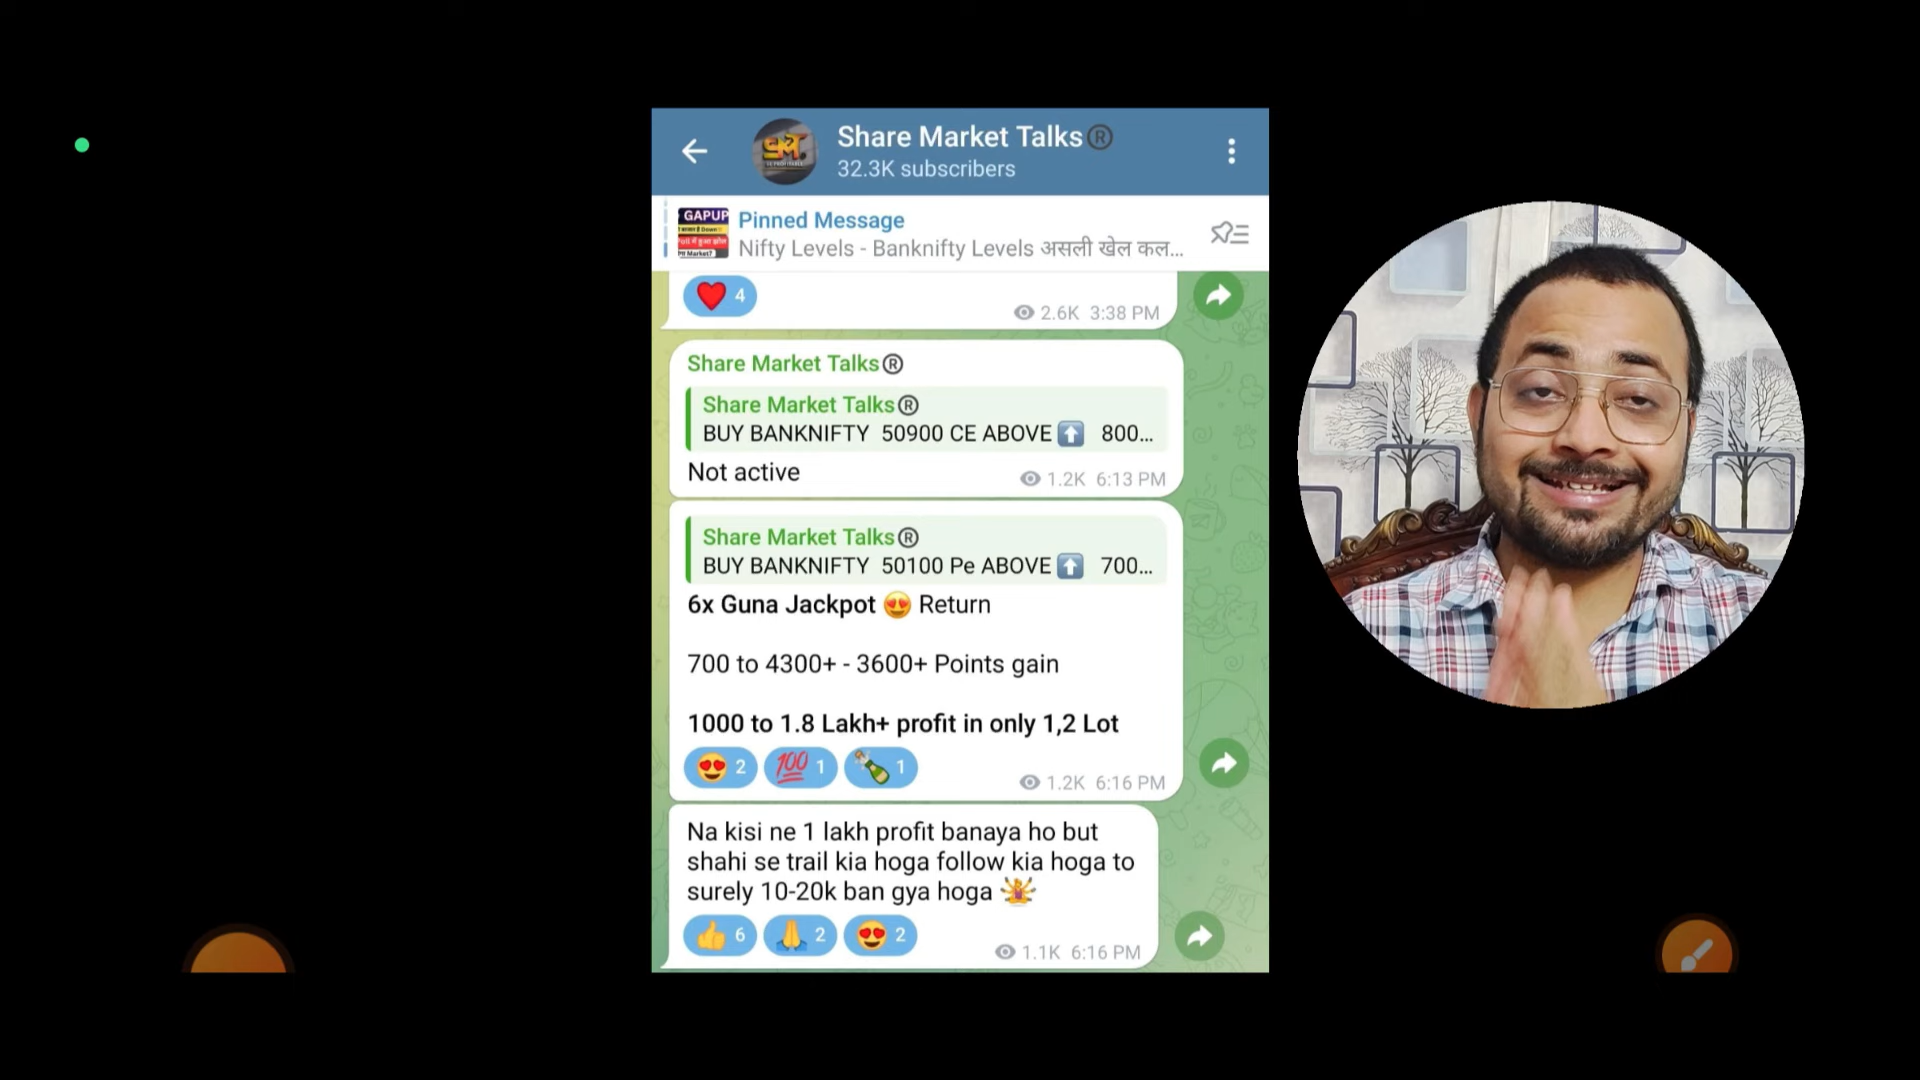 Share Market Talks®
32.3K subscribers
GAPUP
Pinned Message
Nifty Levels - Banknifty Levels असली खेल कल...
❤️ 4
2.6K 3:38 PM
Share Market Talks®
Share Market Talks®
BUY BANKNIFTY 50900 CE ABOVE ⬆️ 800...
Not active
1.2K 6:13 PM
Share Market Talks®
BUY BANKNIFTY 50100 Pe ABOVE ⬆️ 700...
6x Guna Jackpot 😍 Return
700 to 4300+ - 3600+ Points gain
1000 to 1.8 Lakh+ profit in only 1,2 Lot
😍 2 💯 1 🍾 1
1.2K 6:16 PM
Na kisi ne 1 lakh profit banaya ho but
shahi se trail kia hoga follow kia hoga to
surely 10-20k ban gya hoga
👍 6 🙏 2 😍 2
1.1K 6:16 PM